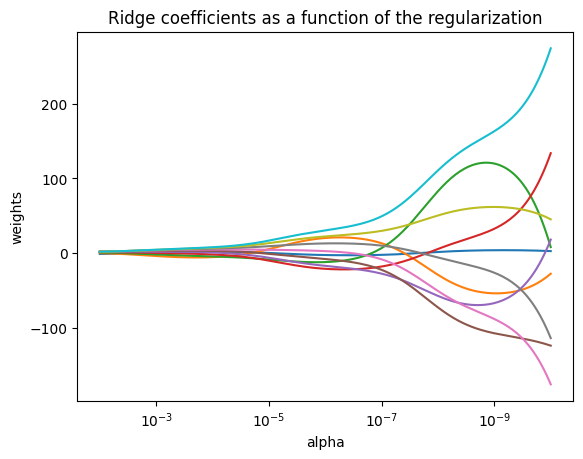 Ridge coefficients as a function of the regularization
weights
200
100
0
−100
10⁻³
10⁻⁵
10⁻⁷
10⁻⁹
alpha